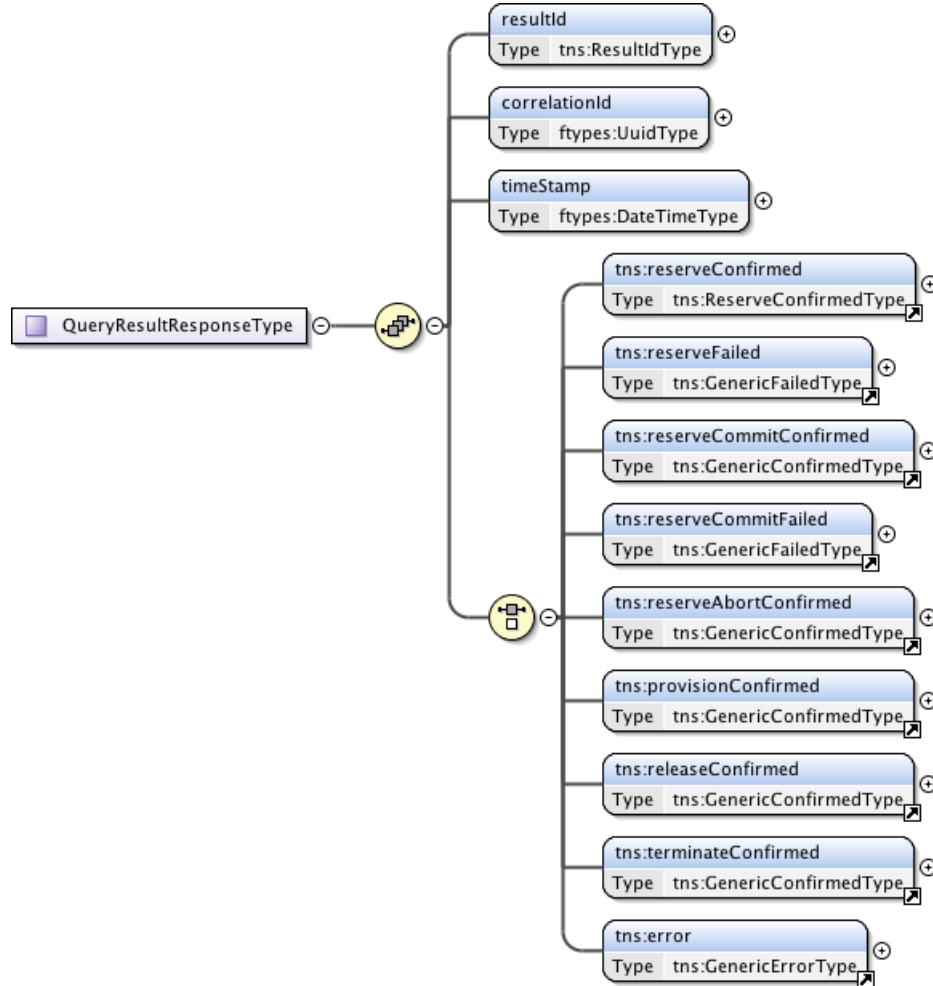 resultId
Type tns:ResultIdType
correlationId
Type ftypes:UuidType
timeStamp
Type ftypes:DateTimeType
tns:reserveConfirmed
Type tns:ReserveConfirmedType
QueryResultResponseType
tns:reserveFailed
Type tns:GenericFailedType
tns:reserveCommitConfirmed
Type tns:GenericConfirmedType
tns:reserveCommitFailed
Type tns:GenericFailedType
tns:reserveAbortConfirmed
Type tns:GenericConfirmedType
tns:provisionConfirmed
Type tns:GenericConfirmedType
tns:releaseConfirmed
Type tns:GenericConfirmedType
tns:terminateConfirmed
Type tns:GenericConfirmedType
tns:error
Type tns:GenericErrorType